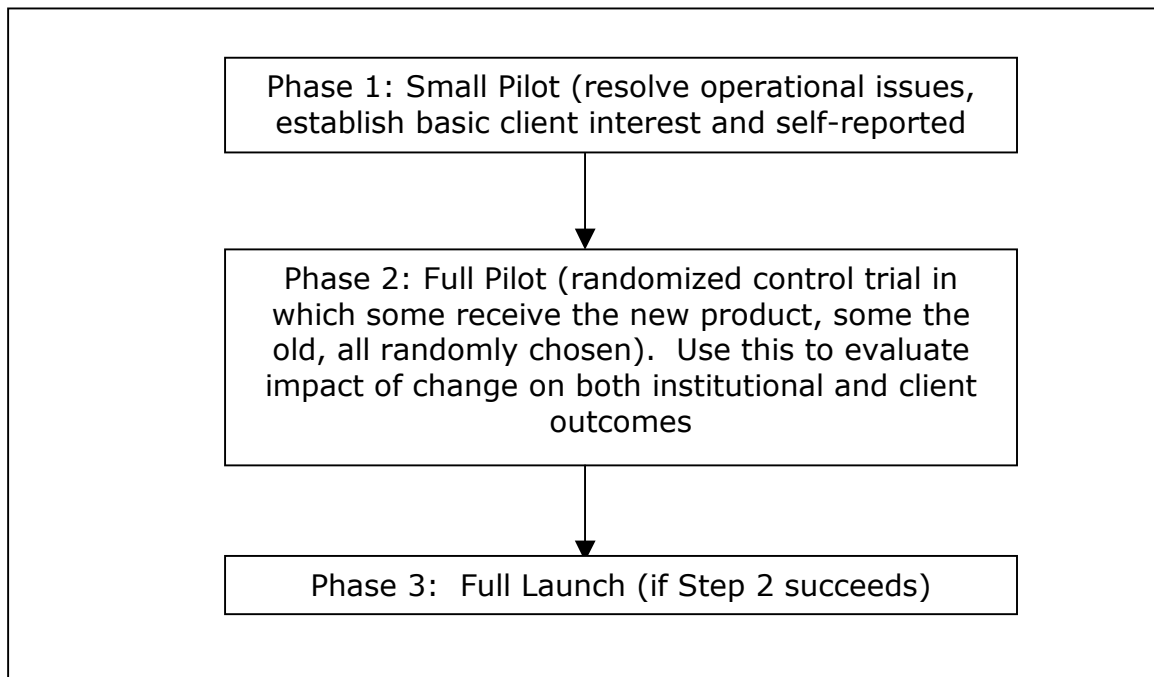 Phase 1: Small Pilot (resolve operational issues,
establish basic client interest and self-reported
Phase 2: Full Pilot (randomized control trial in
which some receive the new product, some the
old, all randomly chosen).  Use this to evaluate
impact of change on both institutional and client
outcomes
Phase 3:  Full Launch (if Step 2 succeeds)